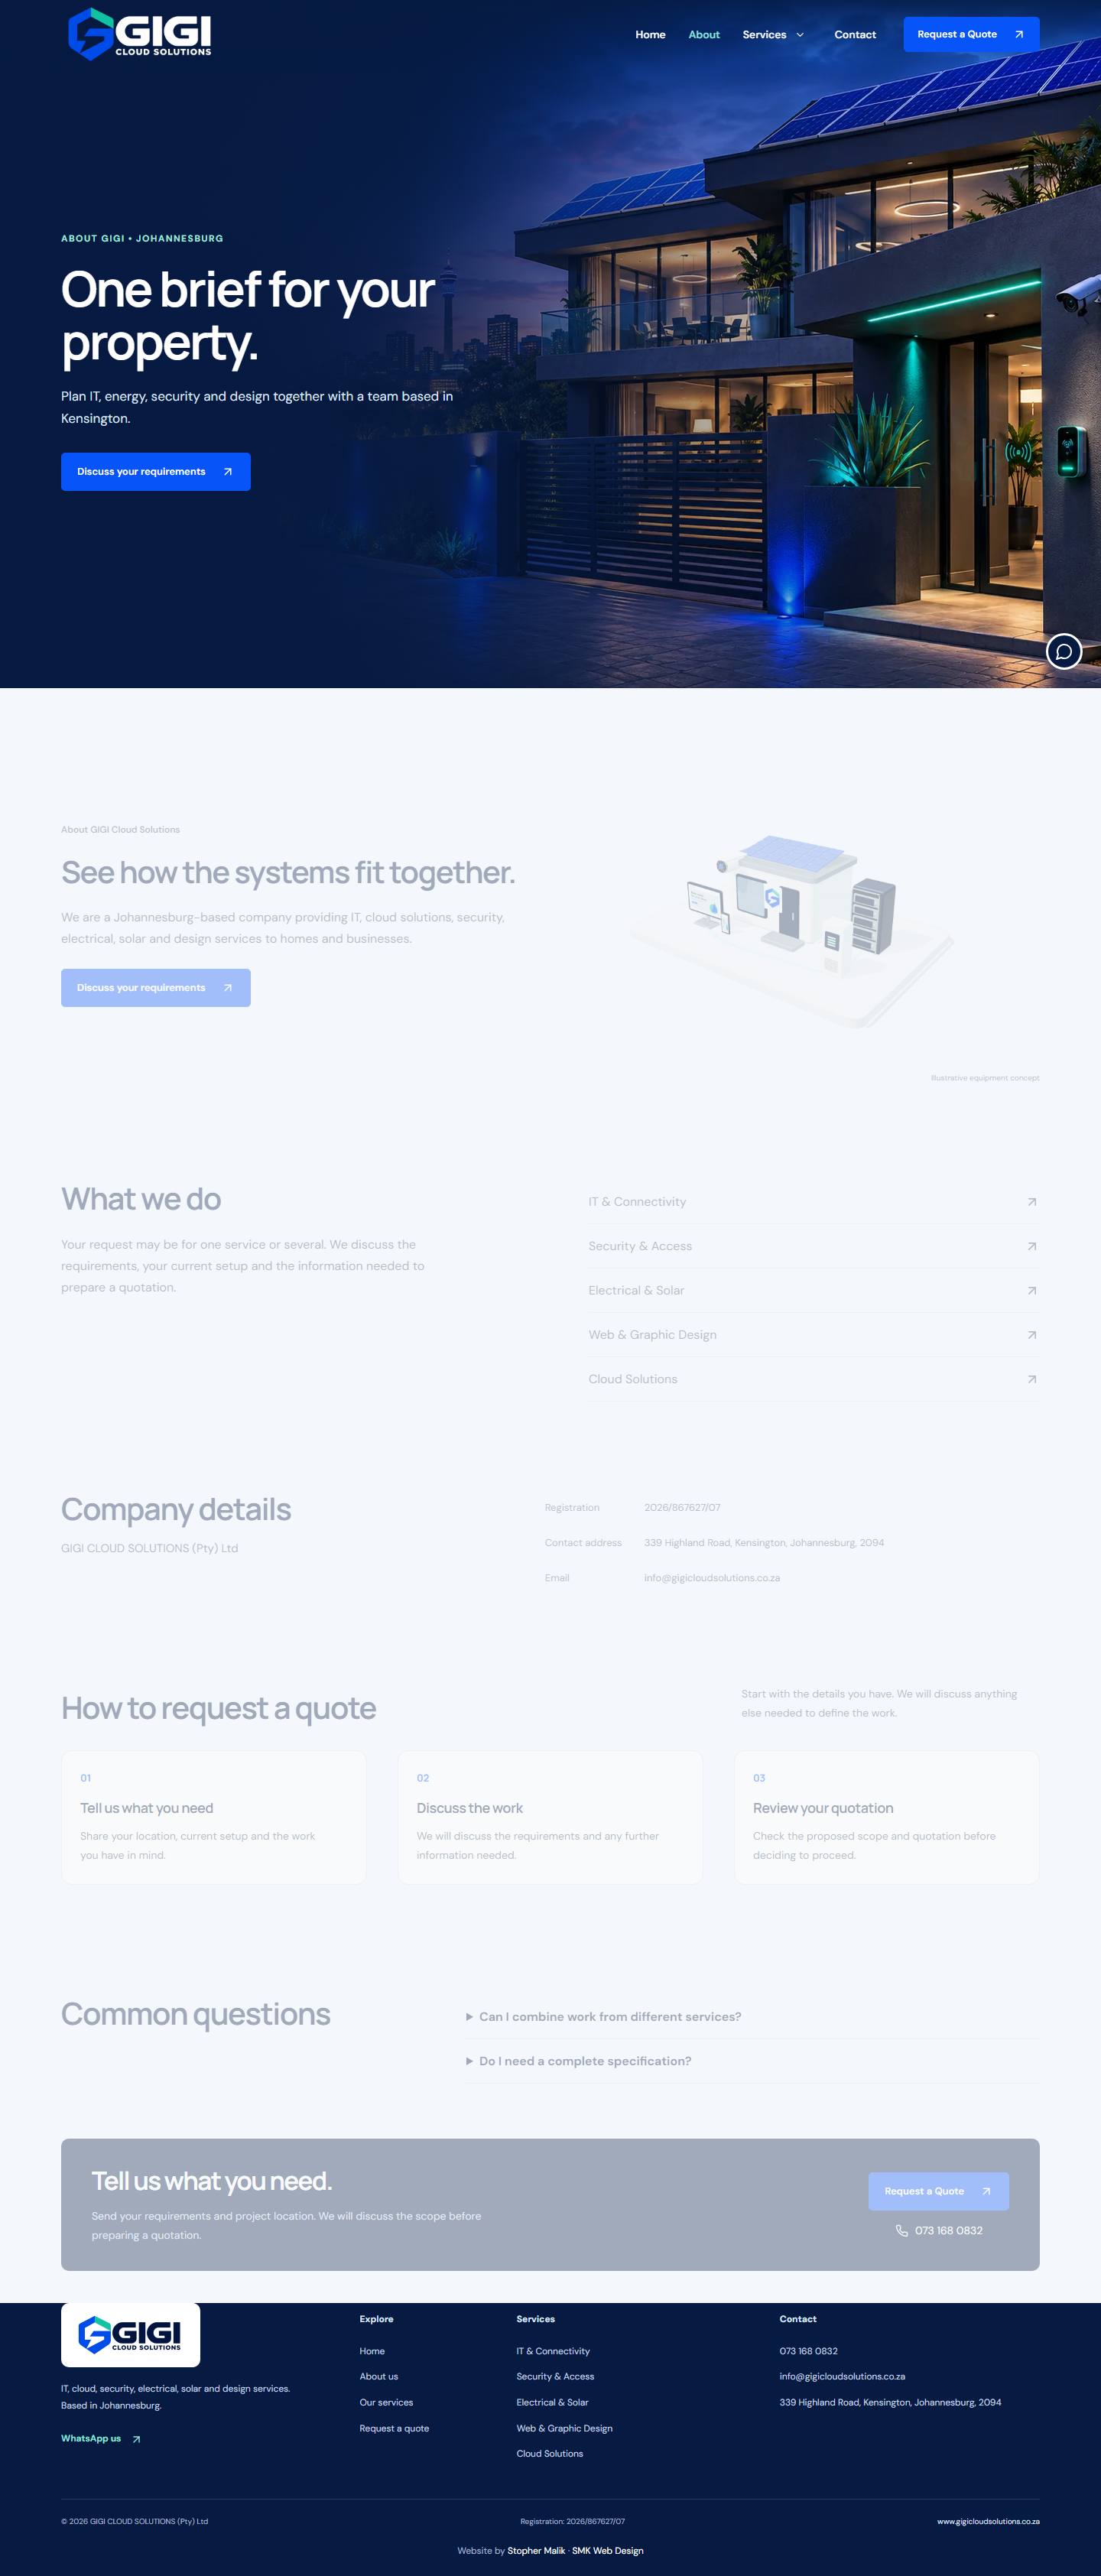 GIGI
CLOUD SOLUTIONS
Home
About
Services
Contact
Request a Quote
ABOUT GIGI • JOHANNESBURG
One brief for your
property.
Plan IT, energy, security and design together with a team based in
Kensington.
Discuss your requirements
About GIGI Cloud Solutions
See how the systems fit together.
We are a Johannesburg-based company providing IT, cloud solutions, security,
electrical, solar and design services to homes and businesses.
Discuss your requirements
Illustrative equipment concept
What we do
Your request may be for one service or several. We discuss the
requirements, your current setup and the information needed to
prepare a quotation.
IT & Connectivity
Security & Access
Electrical & Solar
Web & Graphic Design
Cloud Solutions
Company details
GIGI CLOUD SOLUTIONS (Pty) Ltd
Registration 2026/867627/07
Contact address 339 Highland Road, Kensington, Johannesburg, 2094
Email info@gigicloudsolutions.co.za
How to request a quote
Start with the details you have. We will discuss anything
else needed to define the work.
01
Tell us what you need
Share your location, current setup and the work
you have in mind.
02
Discuss the work
We will discuss the requirements and any further
information needed.
03
Review your quotation
Check the proposed scope and quotation before
deciding to proceed.
Common questions
Can I combine work from different services?
Do I need a complete specification?
Tell us what you need.
Send your requirements and project location. We will discuss the scope before
preparing a quotation.
Request a Quote
073 168 0832
GIGI
CLOUD SOLUTIONS
IT, cloud, security, electrical, solar and design services.
Based in Johannesburg.
WhatsApp us
Explore
Home
About us
Our services
Request a quote
Services
IT & Connectivity
Security & Access
Electrical & Solar
Web & Graphic Design
Cloud Solutions
Contact
073 168 0832
info@gigicloudsolutions.co.za
339 Highland Road, Kensington, Johannesburg, 2094
© 2026 GIGI CLOUD SOLUTIONS (Pty) Ltd
Registration: 2026/867627/07
www.gigicloudsolutions.co.za
Website by Stopher Malik · SMK Web Design